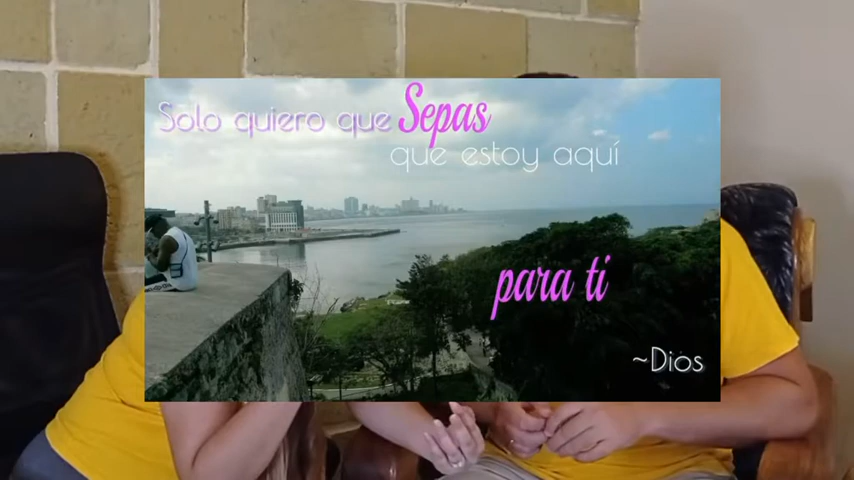 Solo quiero que Sepas
que estoy aquí
para ti
~Dios